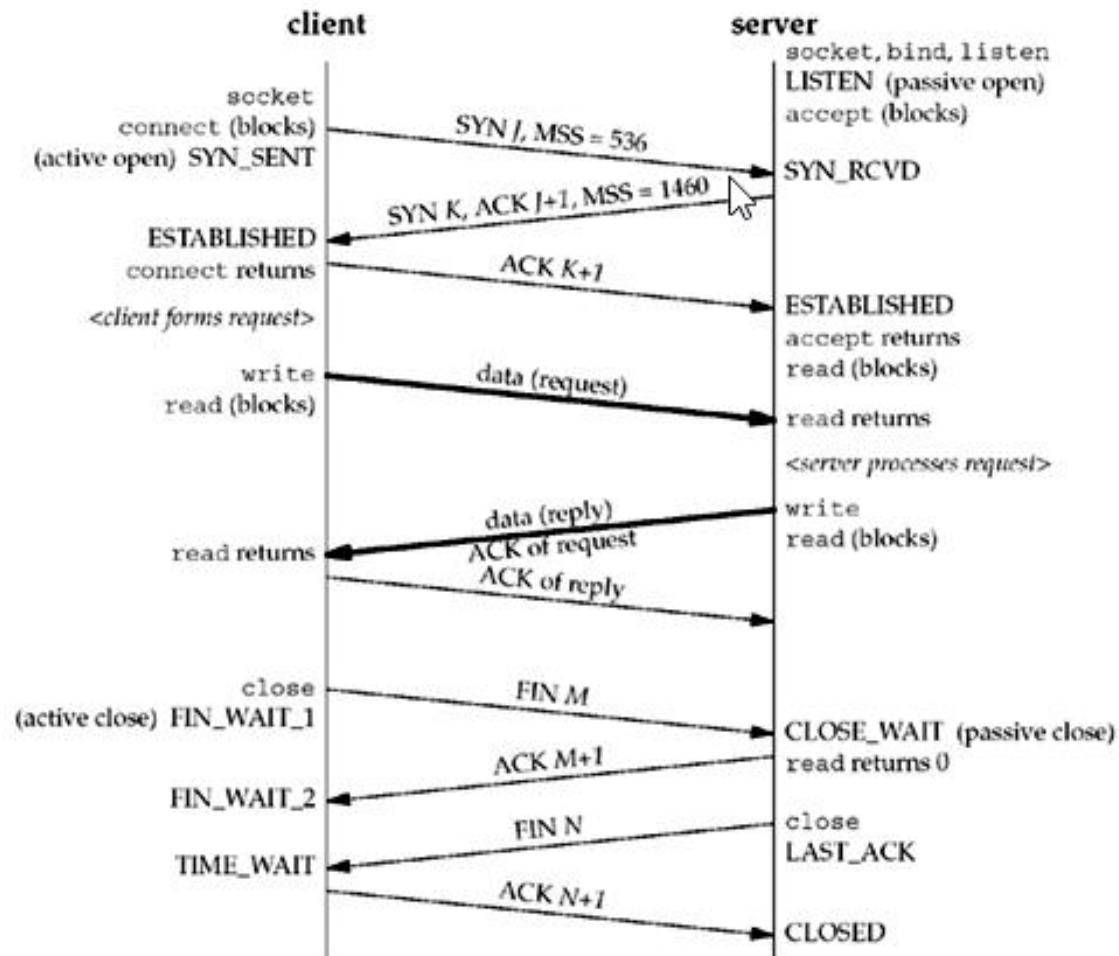 client
server
socket, bind, listen
LISTEN (passive open)
accept (blocks)
socket
connect (blocks)
(active open) SYN_SENT
SYN J, MSS = 536
SYN_RCVD
SYN K, ACK J+1, MSS = 1460
ESTABLISHED
connect returns
ACK K+1
<client forms request>
ESTABLISHED
accept returns
read (blocks)
write
read (blocks)
data (request)
read returns
<server processes request>
write
read (blocks)
data (reply)
ACK of request
read returns
ACK of reply
close
(active close) FIN_WAIT_1
FIN M
CLOSE_WAIT (passive close)
read returns 0
ACK M+1
FIN_WAIT_2
close
LAST_ACK
FIN N
TIME_WAIT
ACK N+1
CLOSED